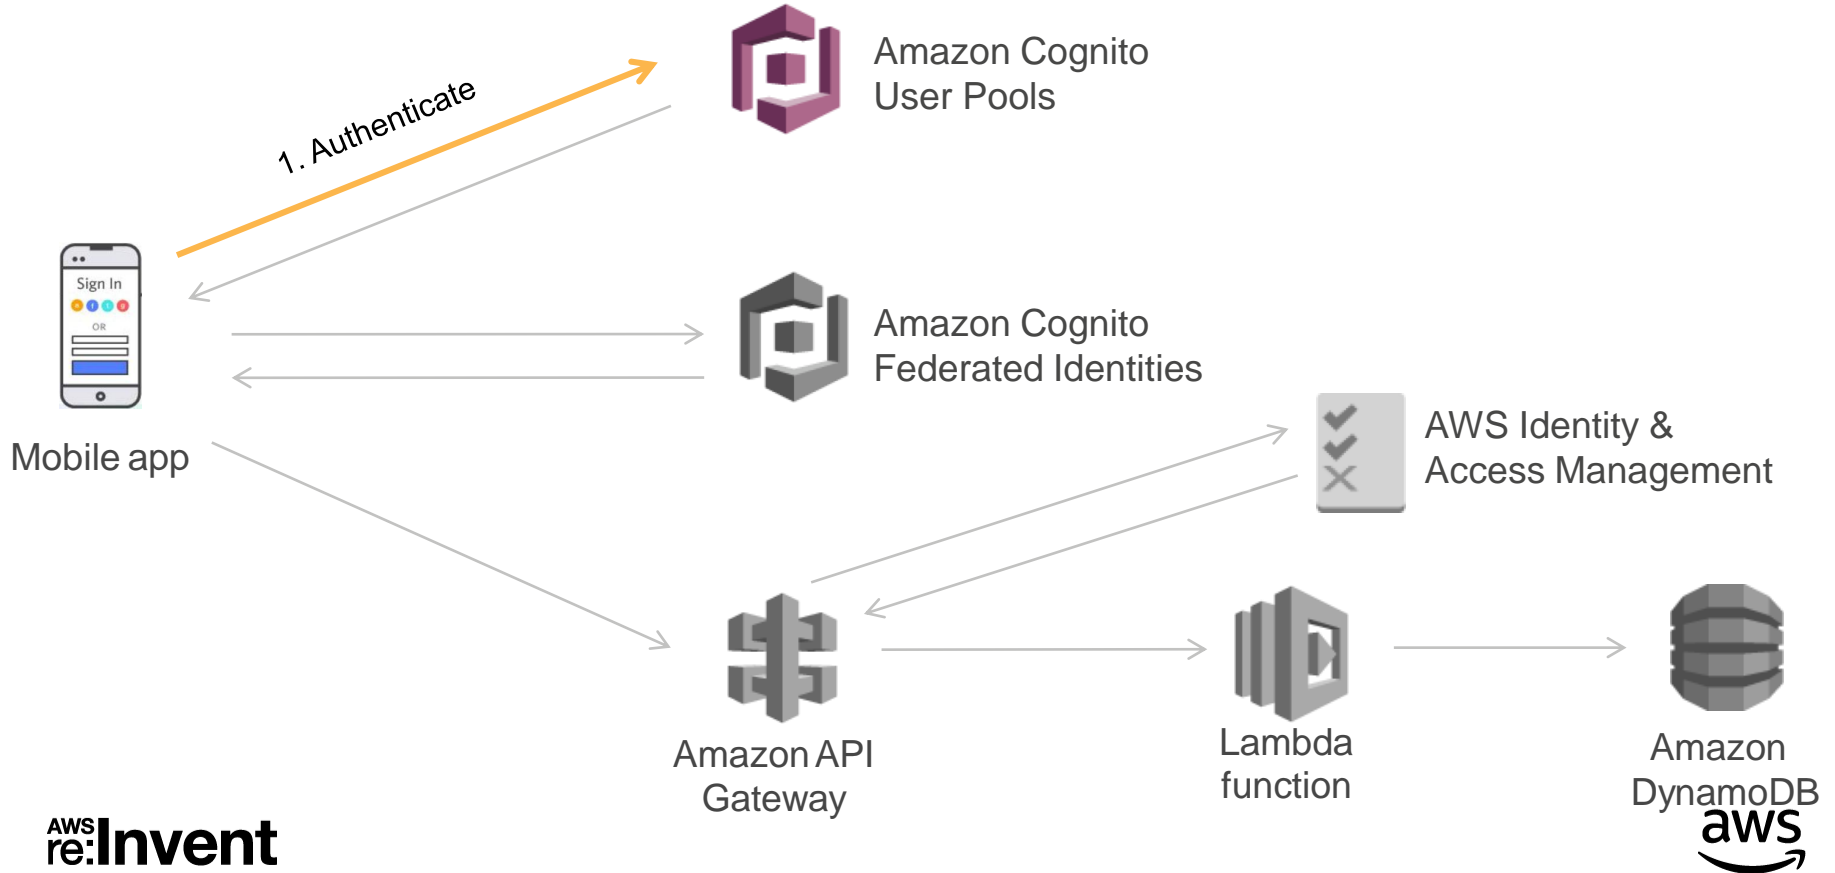 Amazon Cognito
User Pools
1. Authenticate
Sign In
OR
Amazon Cognito
Federated Identities
Mobile app
AWS Identity &
Access Management
Amazon API
Gateway
Lambda
function
Amazon
DynamoDB
AWS
re:Invent
aws